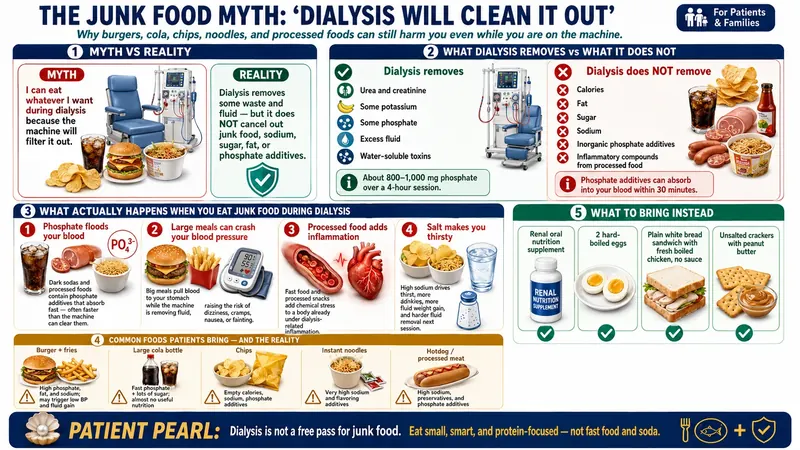 THE JUNK FOOD MYTH: ‘DIALYSIS WILL CLEAN IT OUT’
Why burgers, cola, chips, noodles, and processed foods can still harm you even while you are on the machine.
For Patients
& Families
1 MYTH VS REALITY
MYTH
I can eat
whatever I want
during dialysis
because the
machine will
filter it out.
REALITY
Dialysis removes
some waste and
fluid — but it does
NOT cancel out
junk food, sodium,
sugar, fat, or
phosphate additives.
2 WHAT DIALYSIS REMOVES vs WHAT IT DOES NOT
Dialysis removes
Urea and creatinine
Some potassium
Some phosphate
Excess fluid
Water-soluble toxins
About 800–1,000 mg phosphate
over a 4-hour session.
Dialysis does NOT remove
Calories
Fat
Sugar
Sodium
Inorganic phosphate additives
Inflammatory compounds
from processed food
Phosphate additives can absorb
into your blood within 30 minutes.
3 WHAT ACTUALLY HAPPENS WHEN YOU EAT JUNK FOOD DURING DIALYSIS
1 Phosphate floods
your blood
PO₄³⁻
Dark sodas and
processed foods
contain phosphate
additives that absorb
fast — often faster
than the machine
can clear them.
2 Large meals can crash
your blood pressure
Big meals pull blood
to your stomach
while the machine
is removing fluid,
raising the risk of
dizziness, cramps,
nausea, or fainting.
3 Processed food adds
inflammation
Fast food and
processed snacks
add chemical stress
to a body already
under dialysis-
related
inflammation.
4 Salt makes you
thirsty
High sodium drives
thirst, more
drinking,
more fluid weight
gain, and harder
fluid removal next
session.
4 COMMON FOODS PATIENTS BRING — AND THE REALITY
Burger + fries
High phosphate,
fat, and sodium;
may trigger low BP
and fluid gain
Large cola bottle
Fast phosphate
+ lots of sugar;
almost no useful
nutrition
Chips
Empty calories,
sodium, phosphate
additives
Instant noodles
Very high sodium
and flavoring
additives
Hotdog /
processed meat
High sodium,
preservatives, and
phosphate additives
5 WHAT TO BRING INSTEAD
Renal oral
nutrition
supplement
RENAL
NUTRITION
SUPPLEMENT
2 hard-
boiled eggs
Plain white bread
sandwich with
fresh boiled
chicken, no sauce
Unsalted crackers
with peanut
butter
PATIENT PEARL: Dialysis is not a free pass for junk food. Eat small, smart, and protein-focused — not fast food and soda.